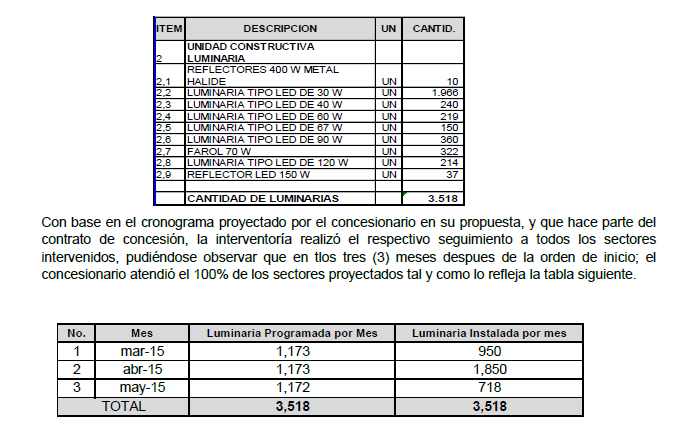 ITEM DESCRIPCION UN CANTID.
UNIDAD CONSTRUCTIVA
2 LUMINARIA
REFLECTORES 400 W METAL
2,1 HALIDE UN 10
2,2 LUMINARIA TIPO LED DE 30 W UN 1.966
2,3 LUMINARIA TIPO LED DE 40 W UN 240
2,4 LUMINARIA TIPO LED DE 60 W UN 219
2,5 LUMINARIA TIPO LED DE 67 W UN 150
2,6 LUMINARIA TIPO LED DE 90 W UN 360
2,7 FAROL 70 W UN 322
2,8 LUMINARIA TIPO LED DE 120 W UN 214
2,9 REFLECTOR LED 150 W UN 37
CANTIDAD DE LUMINARIAS 3.518
Con base en el cronograma proyectado por el concesionario en su propuesta, y que hace parte del
contrato de concesión, la interventoría realizó el respectivo seguimiento a todos los sectores
intervenidos, pudiéndose observar que en tlos tres (3) meses despues de la orden de inicio; el
concesionario atendió el 100% de los sectores proyectados tal y como lo refleja la tabla siguiente.
No. Mes Luminaria Programada por Mes Luminaria Instalada por mes
1 mar-15 1,173 950
2 abr-15 1,173 1,850
3 may-15 1,172 718
TOTAL 3,518 3,518